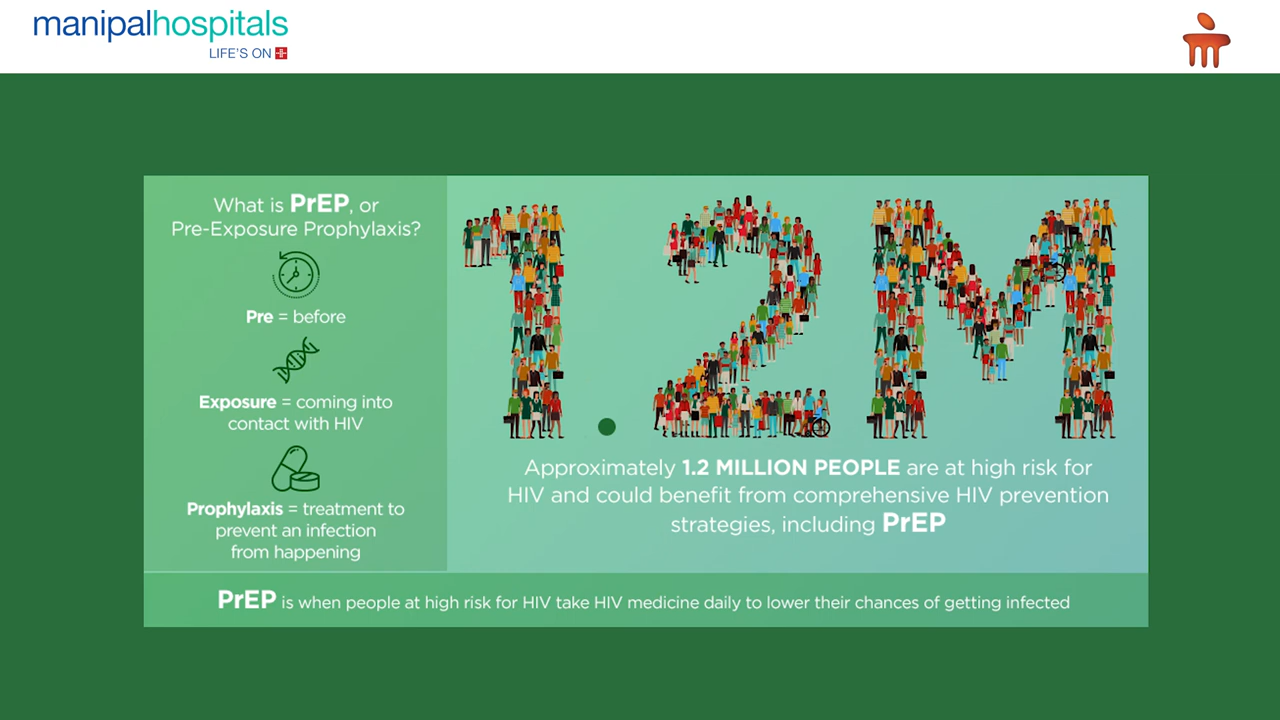 manipalhospitals
LIFE'S ON
What is PrEP, or
Pre-Exposure Prophylaxis?
Pre = before
Exposure = coming into
contact with HIV
Prophylaxis = treatment to
prevent an infection
from happening
1.2M
Approximately 1.2 MILLION PEOPLE are at high risk for
HIV and could benefit from comprehensive HIV prevention
strategies, including PrEP
PrEP is when people at high risk for HIV take HIV medicine daily to lower their chances of getting infected